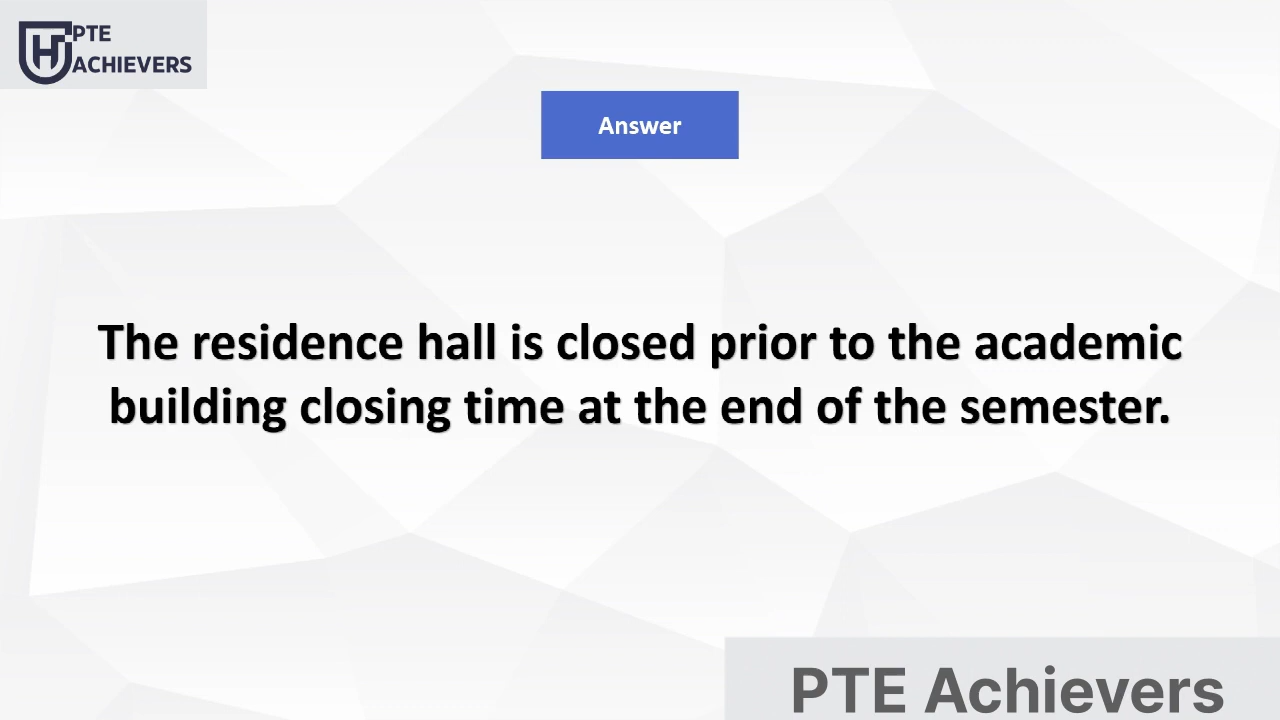 PTE
ACHIEVERS
Answer
The residence hall is closed prior to the academic
building closing time at the end of the semester.
PTE Achievers